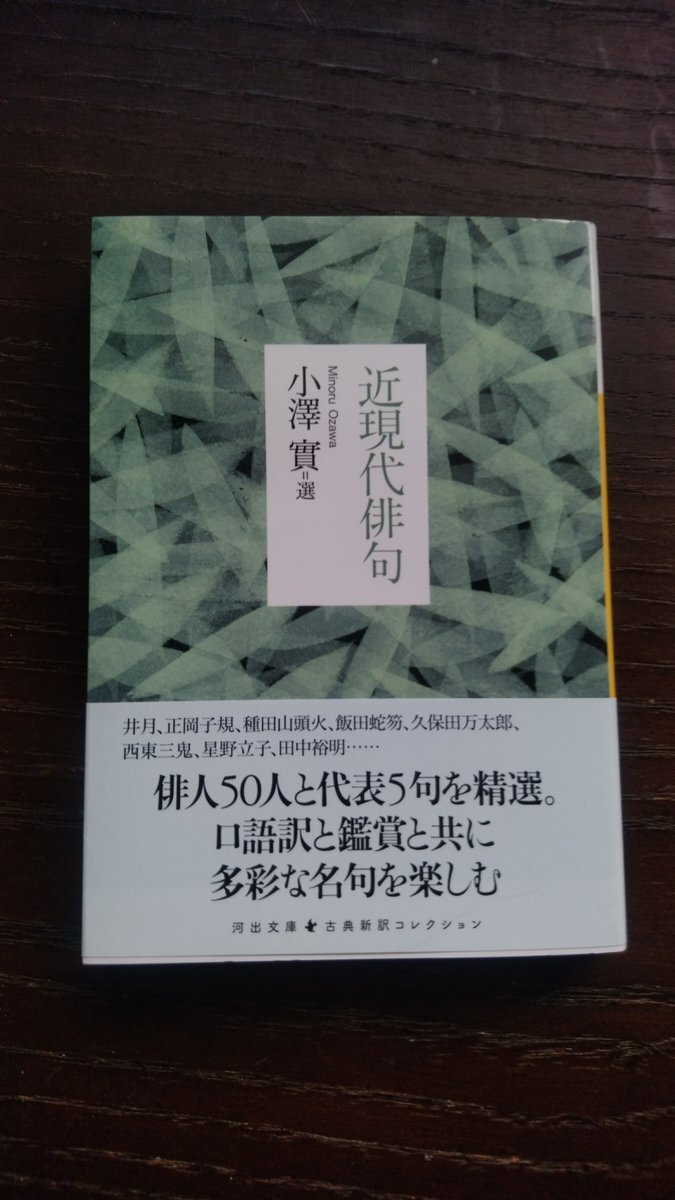 近現代俳句
Minoru Ozawa
小澤 實=選
井月、正岡子規、種田山頭火、飯田蛇笏、久保田万太郎、
西東三鬼、星野立子、田中裕明……
俳人50人と代表5句を精選。
口語訳と鑑賞と共に
多彩な名句を楽しむ
河出文庫 古典新訳コレクション